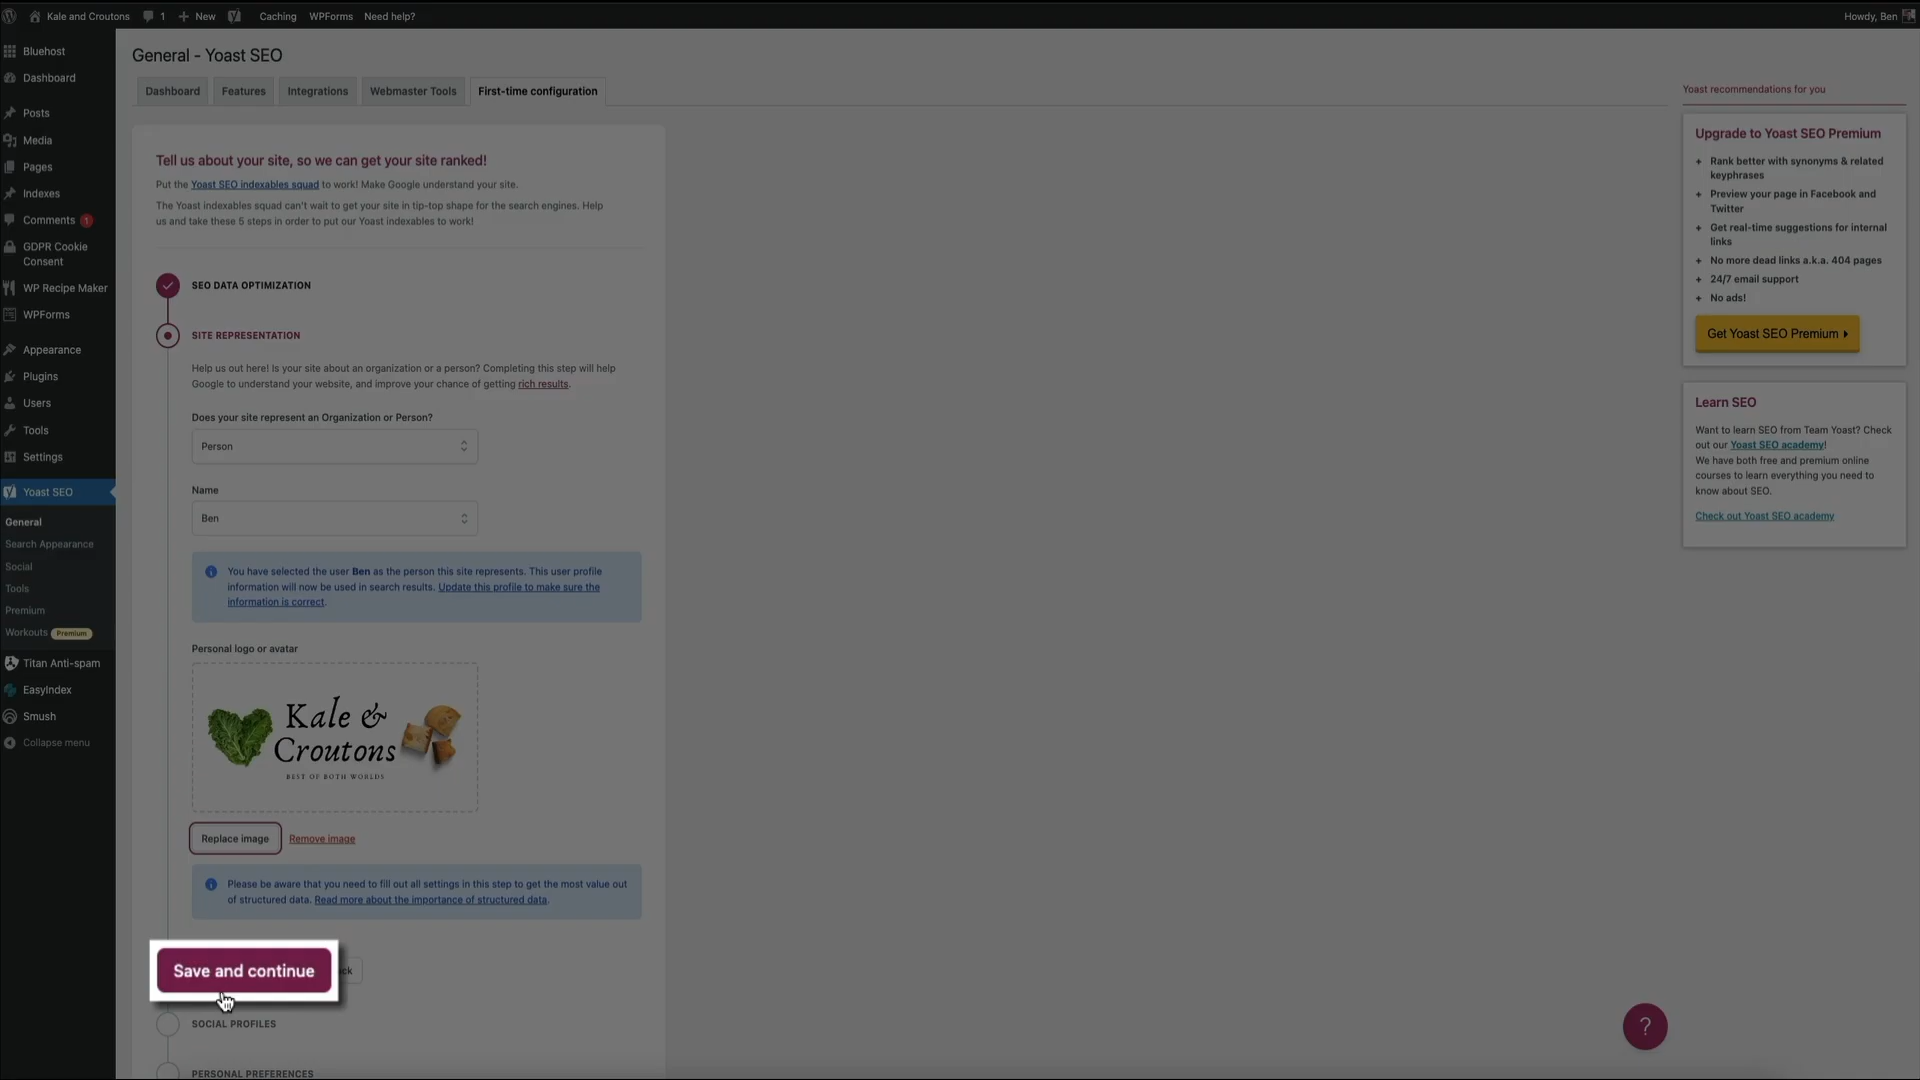 Kale and Croutons
1
New
Caching
WPForms
Need help?
Howdy, Ben
Bluehost
Dashboard
Posts
Media
Pages
Indexes
Comments 1
GDPR Cookie
Consent
WP Recipe Maker
WPForms
Appearance
Plugins
Users
Tools
Settings
Yoast SEO
General
Search Appearance
Social
Tools
Premium
Workouts Premium
Titan Anti-spam
EasyIndex
Smush
Collapse menu
General - Yoast SEO
Dashboard
Features
Integrations
Webmaster Tools
First-time configuration
Tell us about your site, so we can get your site ranked!
Put the Yoast SEO indexables squad to work! Make Google understand your site.
The Yoast indexables squad can't wait to get your site in tip-top shape for the search engines. Help
us and take these 5 steps in order to put our Yoast indexables to work!
SEO DATA OPTIMIZATION
SITE REPRESENTATION
Help us out here! Is your site about an organization or a person? Completing this step will help
Google to understand your website, and improve your chance of getting rich results.
Does your site represent an Organization or Person?
Person
Name
Ben
You have selected the user Ben as the person this site represents. This user profile
information will now be used in search results. Update this profile to make sure the
information is correct.
Personal logo or avatar
Kale &
Croutons
BEST OF BOTH WORLDS
Replace image
Remove image
Please be aware that you need to fill out all settings in this step to get the most value out
of structured data. Read more about the importance of structured data.
Save and continue
ck
SOCIAL PROFILES
PERSONAL PREFERENCES
Yoast recommendations for you
Upgrade to Yoast SEO Premium
+ Rank better with synonyms & related
keyphrases
+ Preview your page in Facebook and
Twitter
+ Get real-time suggestions for internal
links
+ No more dead links a.k.a. 404 pages
+ 24/7 email support
+ No ads!
Get Yoast SEO Premium
Learn SEO
Want to learn SEO from Team Yoast? Check
out our Yoast SEO academy!
We have both free and premium online
courses to learn everything you need to
know about SEO.
Check out Yoast SEO academy
?